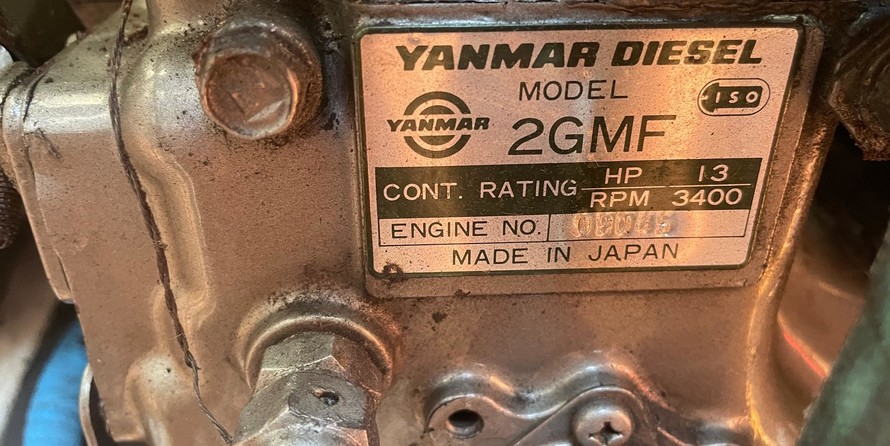 YANMAR DIESEL
MODEL
ISO
YANMAR
2GMF
CONT. RATING HP 13
RPM 3400
ENGINE NO.
MADE IN JAPAN